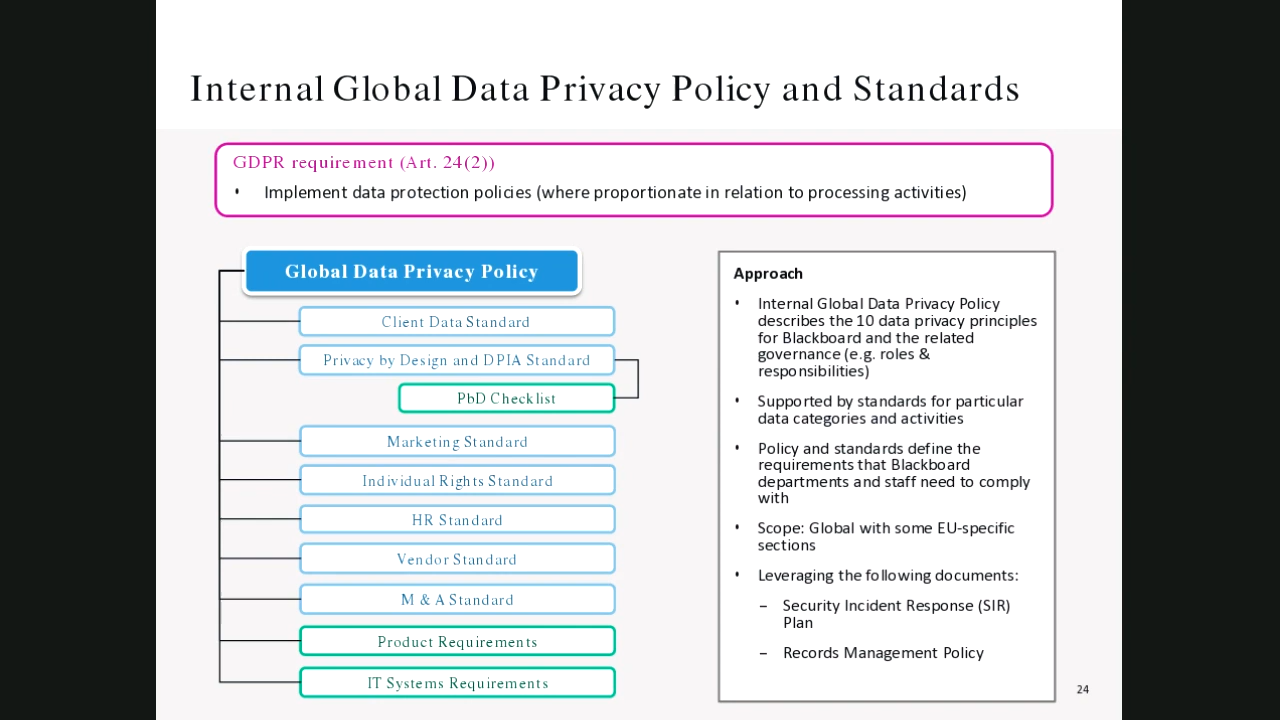 Internal Global Data Privacy Policy and Standards
GDPR requirement (Art. 24(2))
• Implement data protection policies (where proportionate in relation to processing activities)
Global Data Privacy Policy
Client Data Standard
Privacy by Design and DPIA Standard
PbD Checklist
Marketing Standard
Individual Rights Standard
HR Standard
Vendor Standard
M & A Standard
Product Requirements
IT Systems Requirements
Approach
• Internal Global Data Privacy Policy
describes the 10 data privacy principles
for Blackboard and the related
governance (e.g. roles &
responsibilities)
• Supported by standards for particular
data categories and activities
• Policy and standards define the
requirements that Blackboard
departments and staff need to comply
with
• Scope: Global with some EU-specific
sections
• Leveraging the following documents:
– Security Incident Response (SIR)
Plan
– Records Management Policy
24